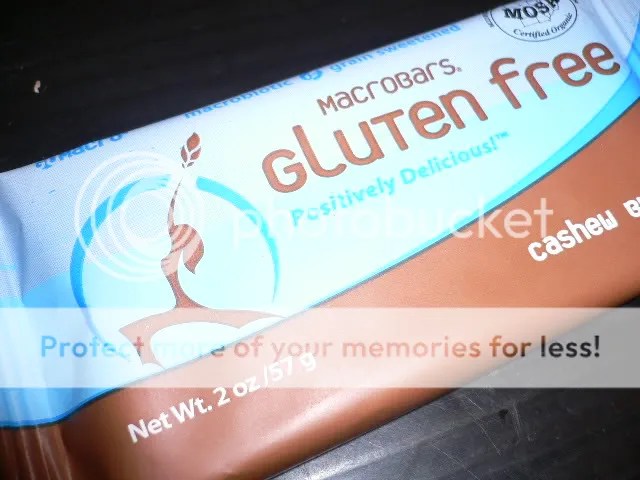 MOSA
Certified Organic
macrobiotic grain sweetened
MACROBARS®
GLUTEN free
Positively Delicious!™
cashew
Net Wt. 2 oz/57 g
photobucket
Protect more of your memories for less!